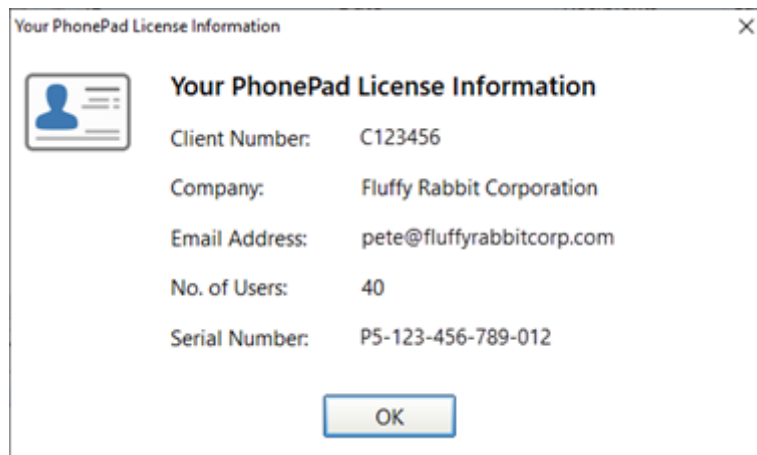 Your PhonePad License Information
Your PhonePad License Information
Client Number: C123456
Company: Fluffy Rabbit Corporation
Email Address: pete@fluffyrabbitcorp.com
No. of Users: 40
Serial Number: P5-123-456-789-012
OK